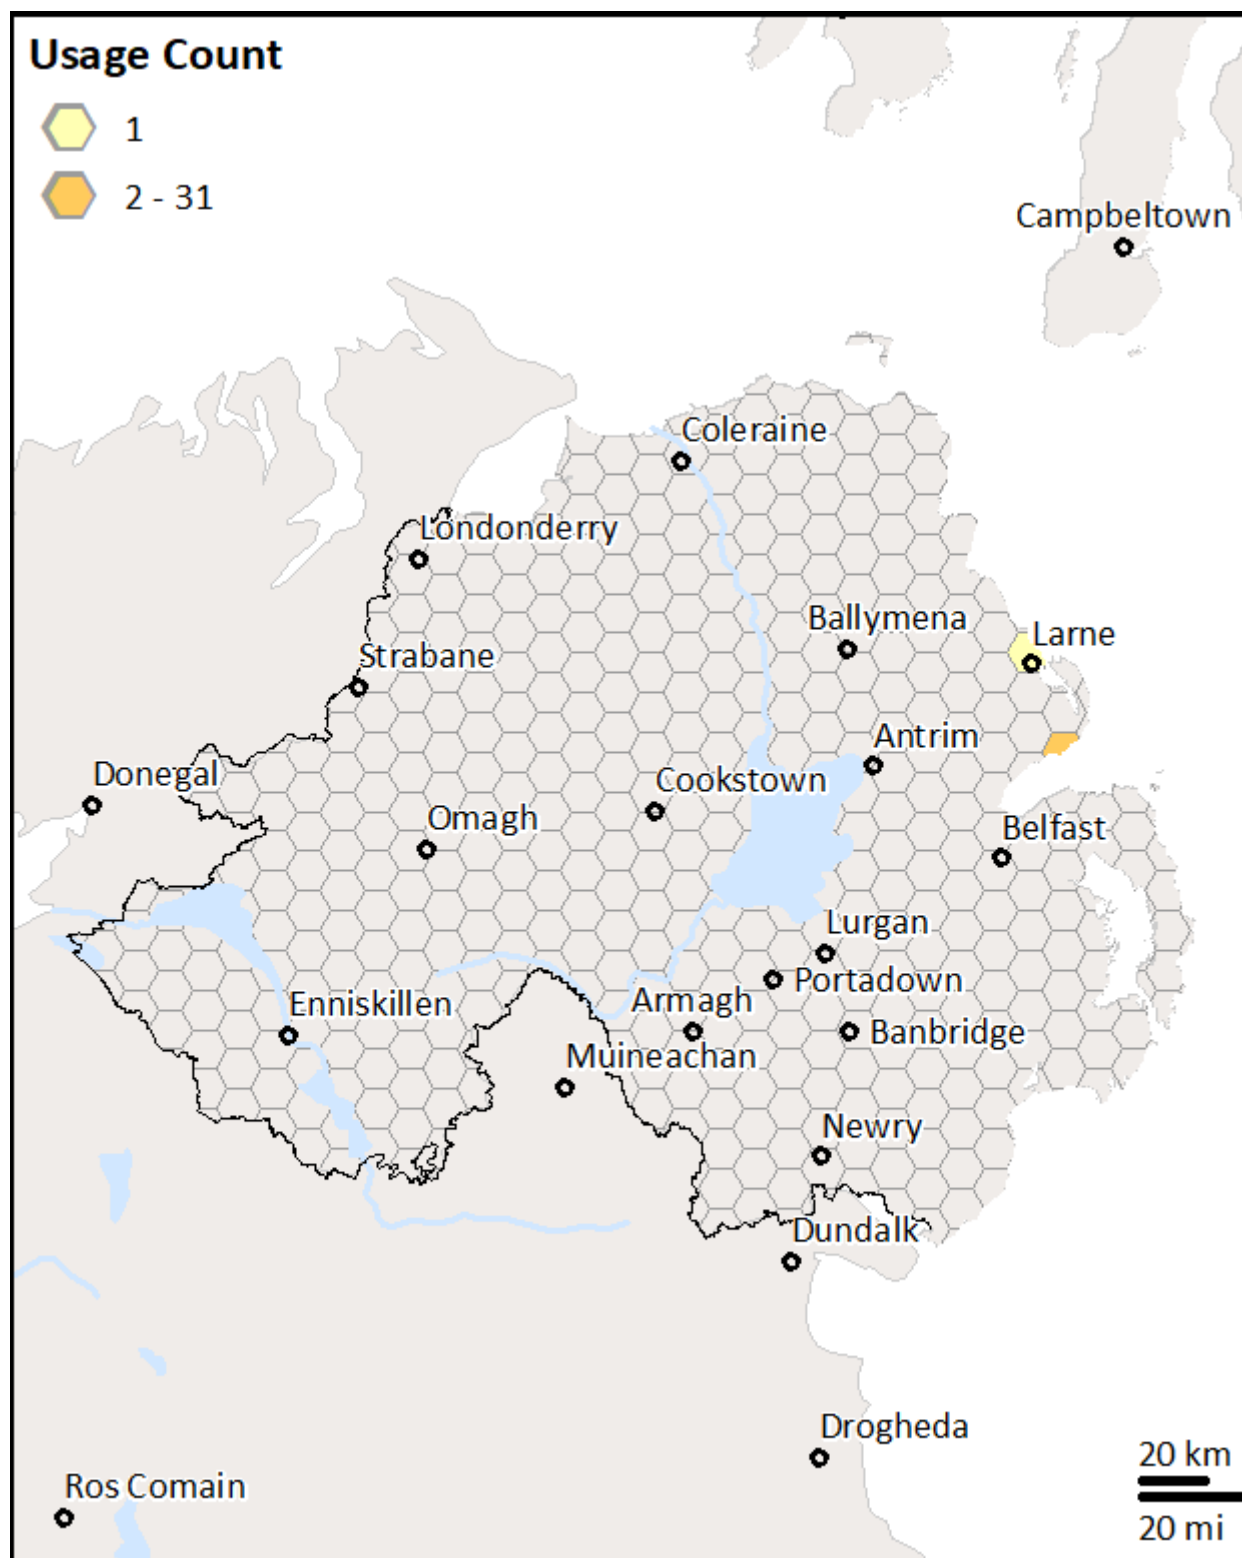 Usage Count
1
2 - 31
Campbeltown
Coleraine
Londonderry
Ballymena
Larne
Strabane
Antrim
Donegal
Cookstown
Omagh
Belfast
Lurgan
Portadown
Enniskillen
Armagh
Banbridge
Muineachan
Newry
Dundalk
Drogheda
20 km
Ros Comain
20 mi